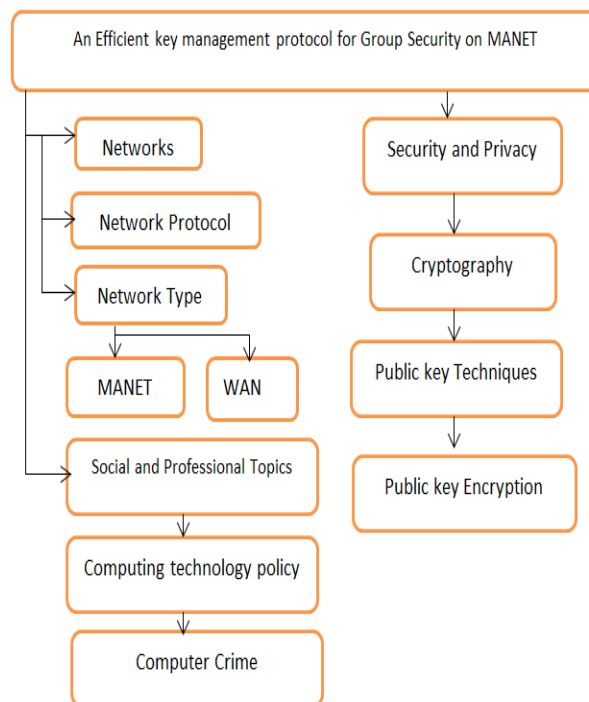 An Efficient key management protocol for Group Security on MANET
Networks
Network Protocol
Network Type
MANET
WAN
Social and Professional Topics
Computing technology policy
Computer Crime
Security and Privacy
Cryptography
Public key Techniques
Public key Encryption